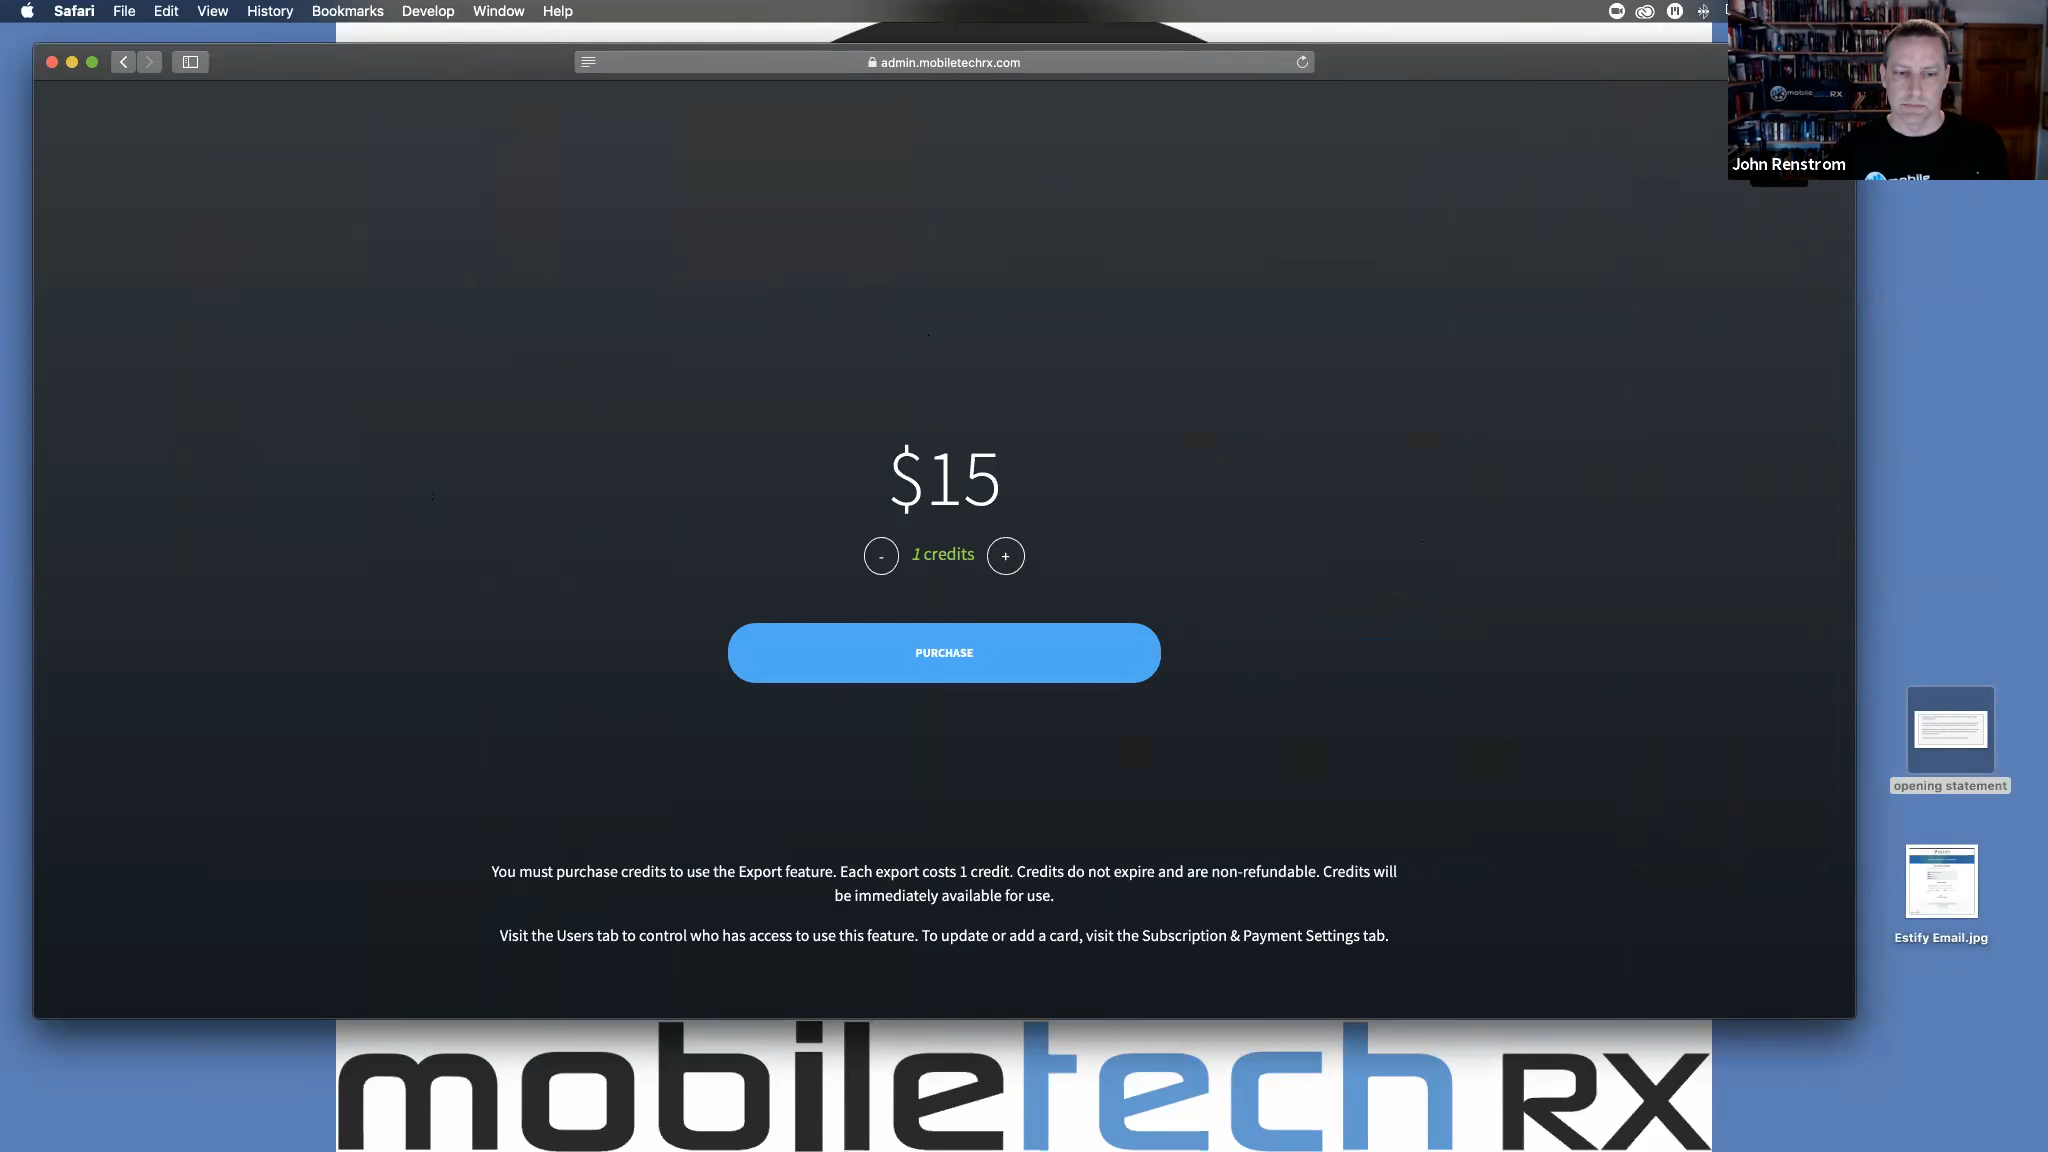 Safari File Edit View History Bookmarks Develop Window Help
admin.mobiletechrx.com
mobiletechRX
John Renstrom
mobile
$15
- 1 credits +
PURCHASE
opening statement
You must purchase credits to use the Export feature. Each export costs 1 credit. Credits do not expire and are non-refundable. Credits will
be immediately available for use.
Visit the Users tab to control who has access to use this feature. To update or add a card, visit the Subscription & Payment Settings tab.
Estify Email.jpg
mobiletech RX